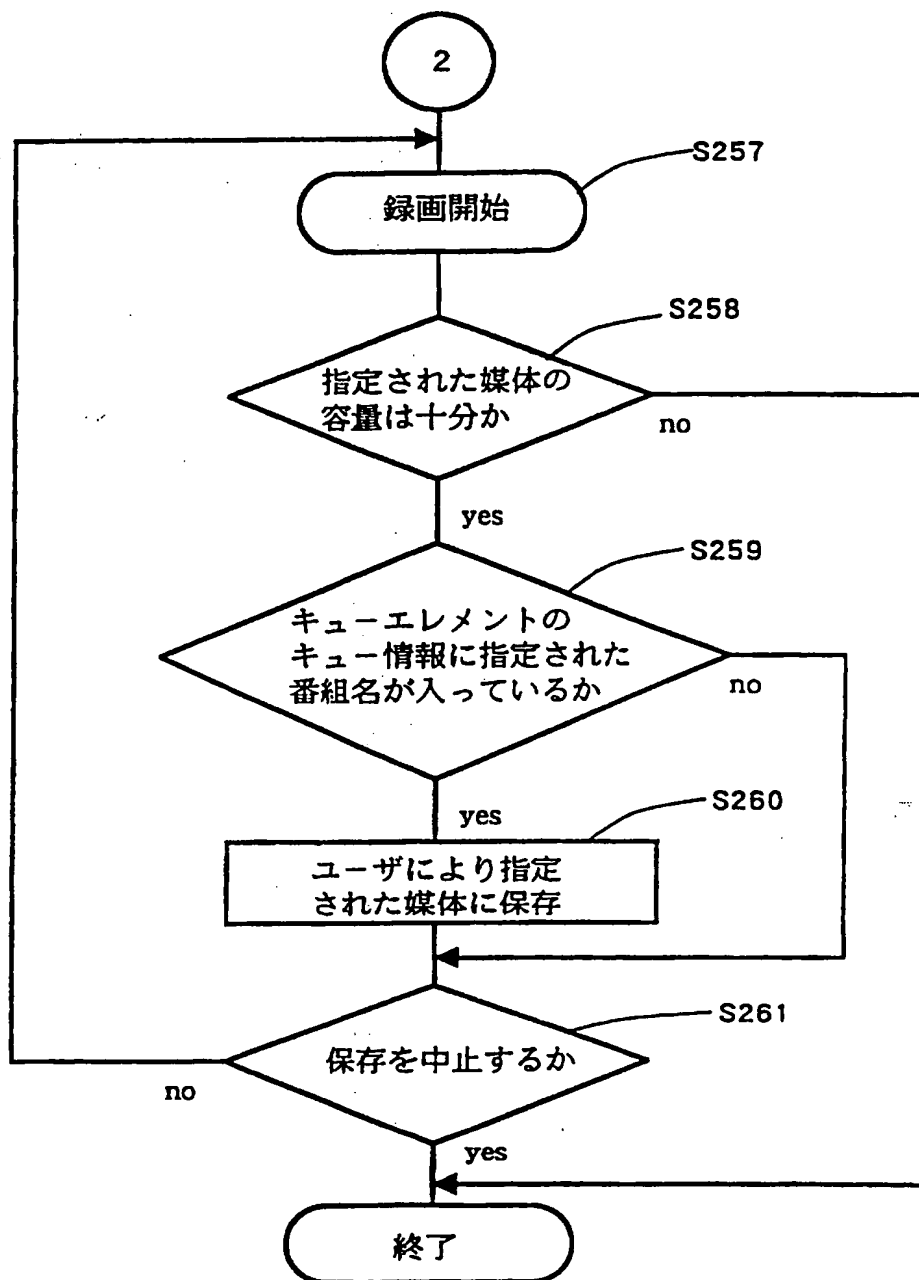 2
S257
録画開始
S258
指定された媒体の
容量は十分か
no
yes
S259
キューエレメントの
キュー情報に指定された
番組名が入っているか
no
yes
S260
ユーザにより指定
された媒体に保存
S261
保存を中止するか
no
yes
終了